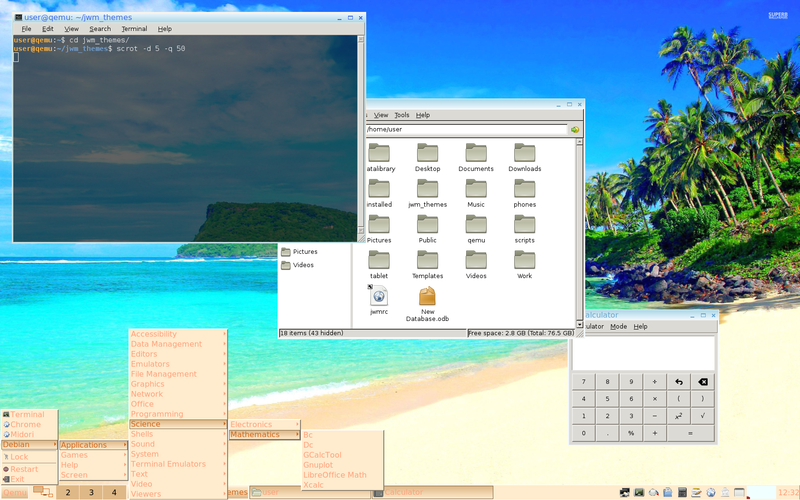 SUPERB
user@qemu: ~/jwm_themes
File Edit View Search Terminal Help
user@qemu:~$ cd jwm_themes/
user@qemu:~/jwm_themes$ scrot -d 5 -q 50
View Tools Help
/home/user
atalibrary Desktop Documents Downloads
installed jwm_themes Music phones
Pictures Public qemu scripts
tablet Templates Videos Work
jwmrc New
Database.odb
Pictures
Videos
18 items (43 hidden) Free space: 2.8 GB (Total: 76.5 GB)
alculator
ulator Mode Help
7 8 9 ÷
4 5 6 × ( )
1 2 3 − x² √
0 . % + =
Terminal
Chrome
Midori
Debian
Lock
Restart
Exit
Applications
Games
Help
Screen
Accessibility
Data Management
Editors
Emulators
File Management
Graphics
Network
Office
Programming
Science
Shells
Sound
System
Terminal Emulators
Text
Video
Viewers
Electronics
Mathematics
Bc
Dc
GCalcTool
Gnuplot
LibreOffice Math
Xcalc
2 3 4
emes user Calculator
12:32